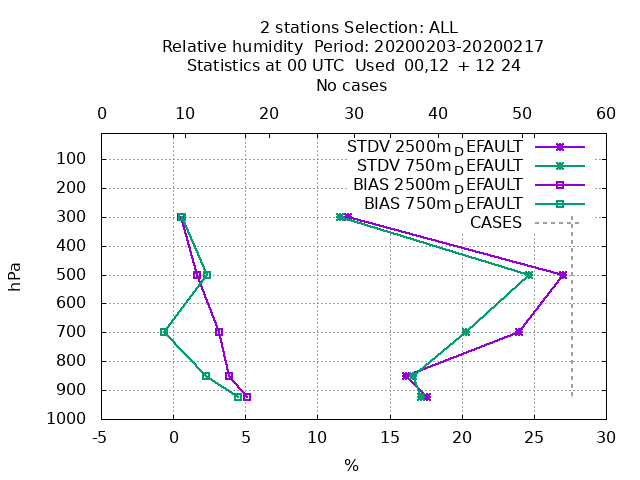 2 stations Selection: ALL
Relative humidity  Period: 20200203-20200217
Statistics at 00 UTC  Used  00,12  + 12 24
No cases
0 10 20 30 40 50 60
STDV 2500m_DEFAULT
STDV 750m_DEFAULT
BIAS 2500m_DEFAULT
BIAS 750m_DEFAULT
CASES
100
200
300
400
500
600
700
800
900
1000
hPa
-5 0 5 10 15 20 25 30
%